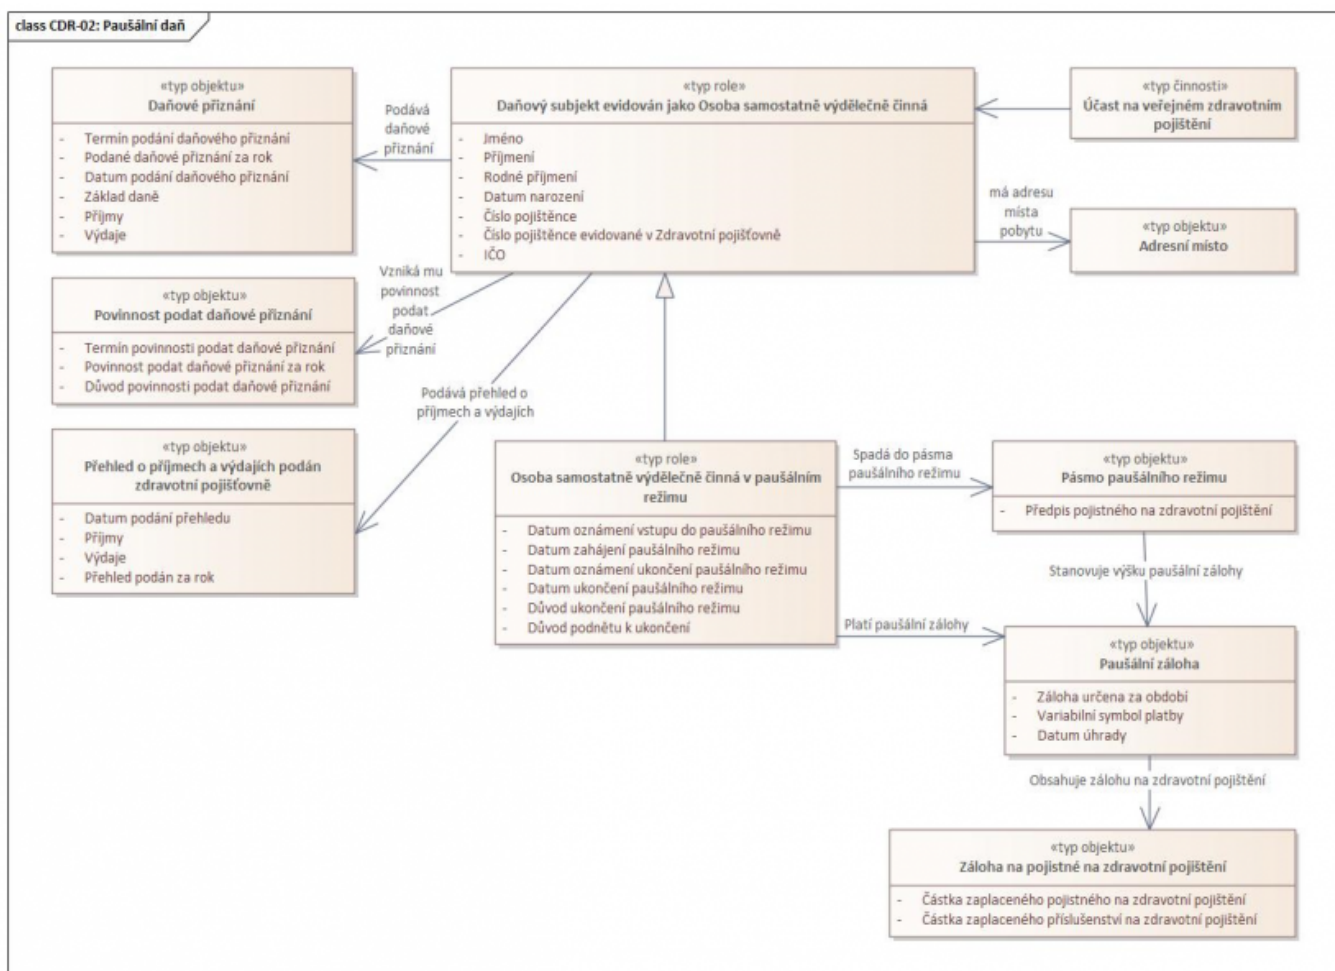 class CDR-02: Paušální daň
«typ objektu»
Daňové přiznání
- Termín podání daňového přiznání
- Podané daňové přiznání za rok
- Datum podání daňového přiznání
- Základ daně
- Příjmy
- Výdaje
Podává
daňové
přiznání
«typ role»
Daňový subjekt evidován jako Osoba samostatně výdělečně činná
- Jméno
- Příjmení
- Rodné příjmení
- Datum narození
- Číslo pojištěnce
- Číslo pojištěnce evidované v Zdravotní pojišťovně
- IČO
«typ činnosti»
Účast na veřejném zdravotním
pojištění
má adresu
místa
pobytu
«typ objektu»
Adresní místo
Vzniká mu
povinnost
podat
daňové
přiznání
«typ objektu»
Povinnost podat daňové přiznání
- Termín povinnosti podat daňové přiznání
- Povinnost podat daňové přiznání za rok
- Důvod povinnosti podat daňové přiznání
Podává přehled o
příjmech a výdajích
«typ objektu»
Přehled o příjmech a výdajích podán
zdravotní pojišťovně
- Datum podání přehledu
- Příjmy
- Výdaje
- Přehled podán za rok
«typ role»
Osoba samostatně výdělečně činná v paušálním
režimu
- Datum oznámení vstupu do paušálního režimu
- Datum zahájení paušálního režimu
- Datum oznámení ukončení paušálního režimu
- Datum ukončení paušálního režimu
- Důvod ukončení paušálního režimu
- Důvod podnětu k ukončení
Spadá do pásma
paušálního režimu
«typ objektu»
Pásmo paušálního režimu
- Předpis pojistného na zdravotní pojištění
Stanovuje výšku paušální zálohy
Platí paušální zálohy
«typ objektu»
Paušální záloha
- Záloha určena za období
- Variabilní symbol platby
- Datum úhrady
Obsahuje zálohu na zdravotní pojištění
«typ objektu»
Záloha na pojistné na zdravotní pojištění
- Částka zaplaceného pojistného na zdravotní pojištění
- Částka zaplaceného příslušenství na zdravotní pojištění